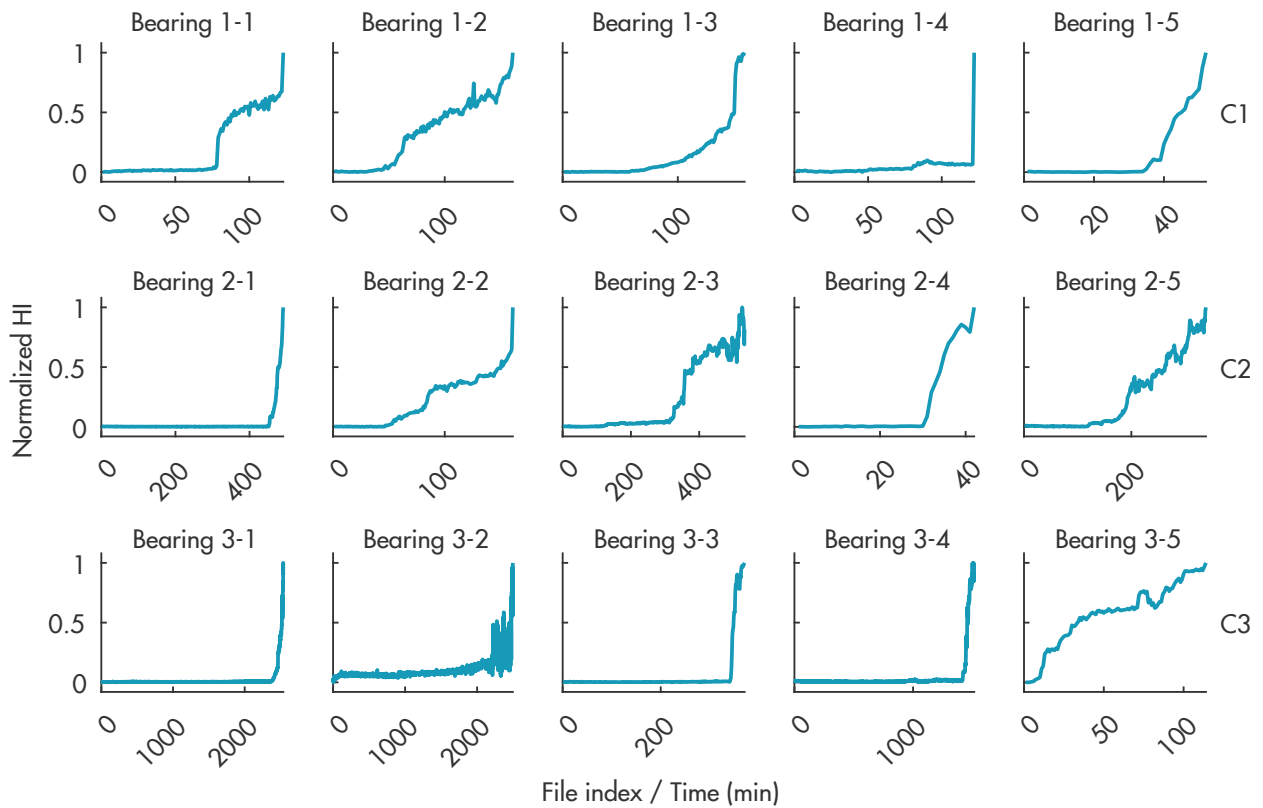 Bearing 1-1 Bearing 1-2 Bearing 1-3 Bearing 1-4 Bearing 1-5
1
0.5
0
C1
0 50 100 0 100 0 100 0 50 100 0 20 40
Bearing 2-1 Bearing 2-2 Bearing 2-3 Bearing 2-4 Bearing 2-5
Normalized HI
1
0.5
0
C2
0 200 400 0 100 0 200 400 0 20 40 0 200
Bearing 3-1 Bearing 3-2 Bearing 3-3 Bearing 3-4 Bearing 3-5
1
0.5
0
C3
0 1000 2000 0 1000 2000 0 200 0 1000 0 50 100
File index / Time (min)